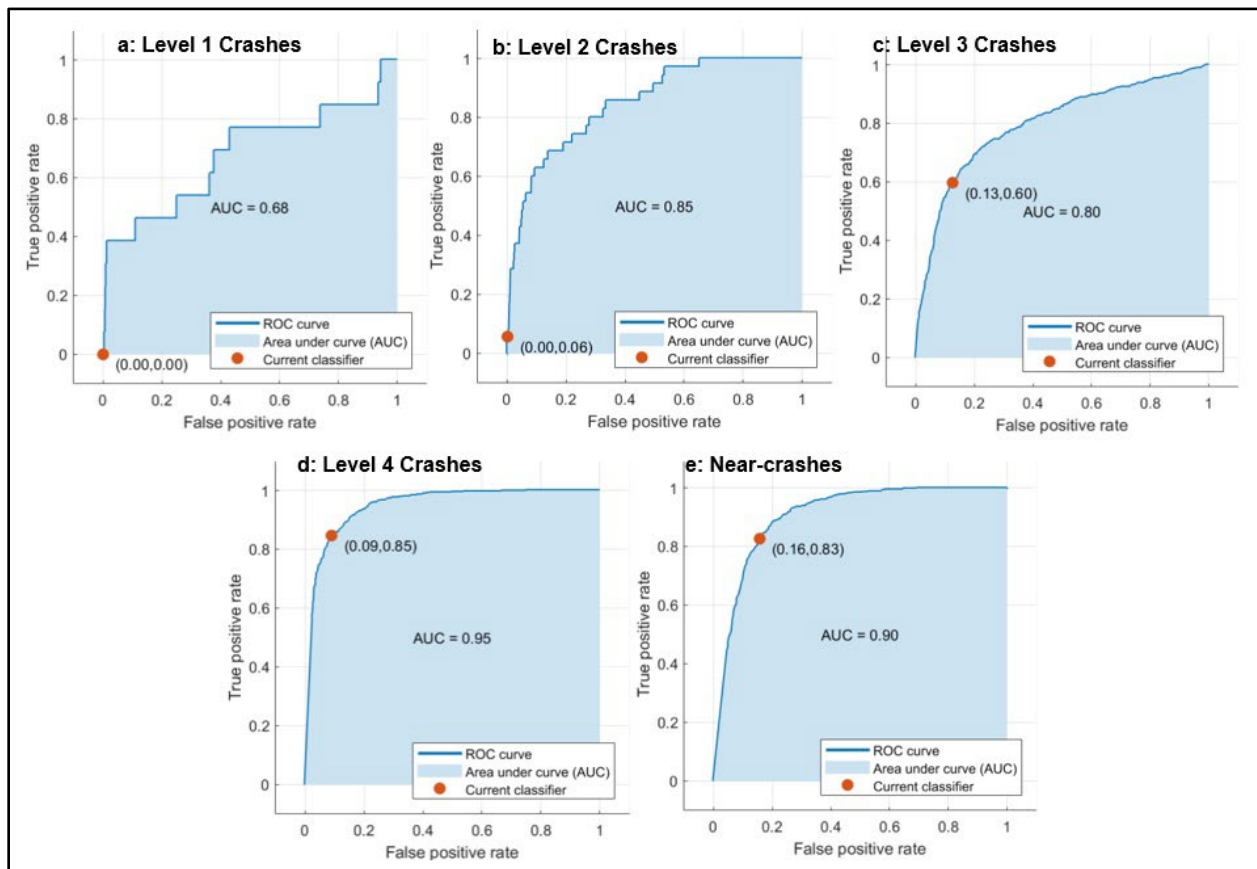 a: Level 1 Crashes
True positive rate
1
0.8
0.6
0.4
0.2
0
AUC = 0.68
ROC curve
Area under curve (AUC)
Current classifier
(0.00,0.00)
0 0.2 0.4 0.6 0.8 1
False positive rate
b: Level 2 Crashes
True positive rate
1
0.8
0.6
0.4
0.2
0
AUC = 0.85
ROC curve
Area under curve (AUC)
Current classifier
(0.00,0.06)
0 0.2 0.4 0.6 0.8 1
False positive rate
c: Level 3 Crashes
True positive rate
1
0.8
0.6
0.4
0.2
0
(0.13,0.60)
AUC = 0.80
ROC curve
Area under curve (AUC)
Current classifier
0 0.2 0.4 0.6 0.8 1
False positive rate
d: Level 4 Crashes
True positive rate
1
0.8
0.6
0.4
0.2
0
(0.09,0.85)
AUC = 0.95
ROC curve
Area under curve (AUC)
Current classifier
0 0.2 0.4 0.6 0.8 1
False positive rate
e: Near-crashes
True positive rate
1
0.8
0.6
0.4
0.2
0
(0.16,0.83)
AUC = 0.90
ROC curve
Area under curve (AUC)
Current classifier
0 0.2 0.4 0.6 0.8 1
False positive rate